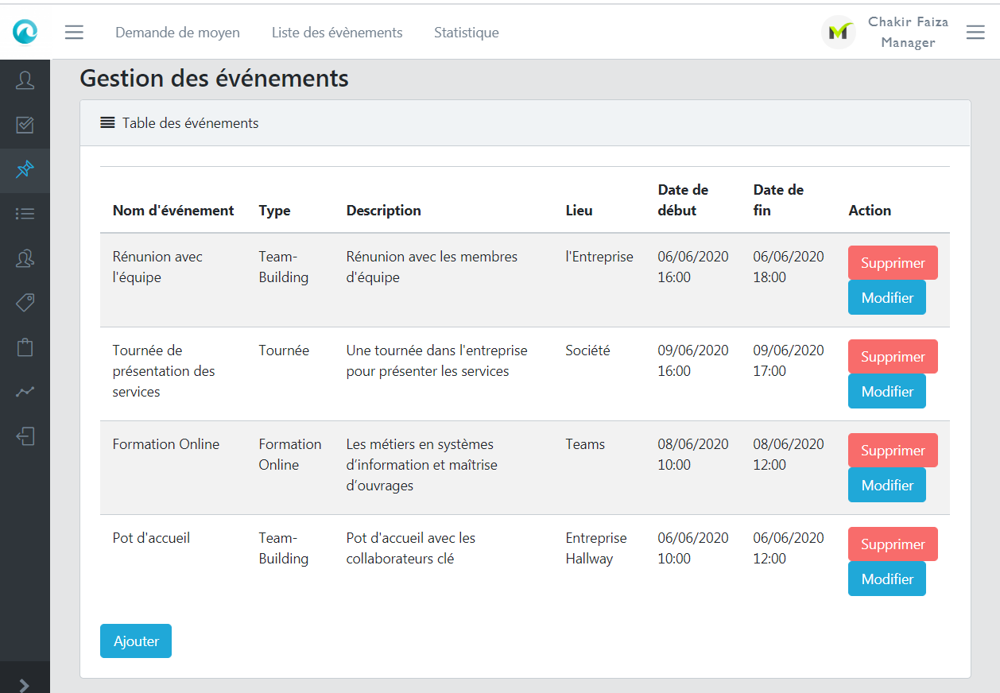 Demande de moyen Liste des évènements Statistique
Chakir Faiza
Manager
Gestion des événements
Table des événements
Nom d'événement Type Description Lieu Date de début Date de fin Action
Rénunion avec l'équipe Team-Building Rénunion avec les membres d'équipe l'Entreprise 06/06/2020 16:00 06/06/2020 18:00 Supprimer Modifier
Tournée de présentation des services Tournée Une tournée dans l'entreprise pour présenter les services Société 09/06/2020 16:00 09/06/2020 17:00 Supprimer Modifier
Formation Online Formation Online Les métiers en systèmes d’information et maîtrise d’ouvrages Teams 08/06/2020 10:00 08/06/2020 12:00 Supprimer Modifier
Pot d'accueil Team-Building Pot d'accueil avec les collaborateurs clé Entreprise Hallway 06/06/2020 10:00 06/06/2020 12:00 Supprimer Modifier
Ajouter